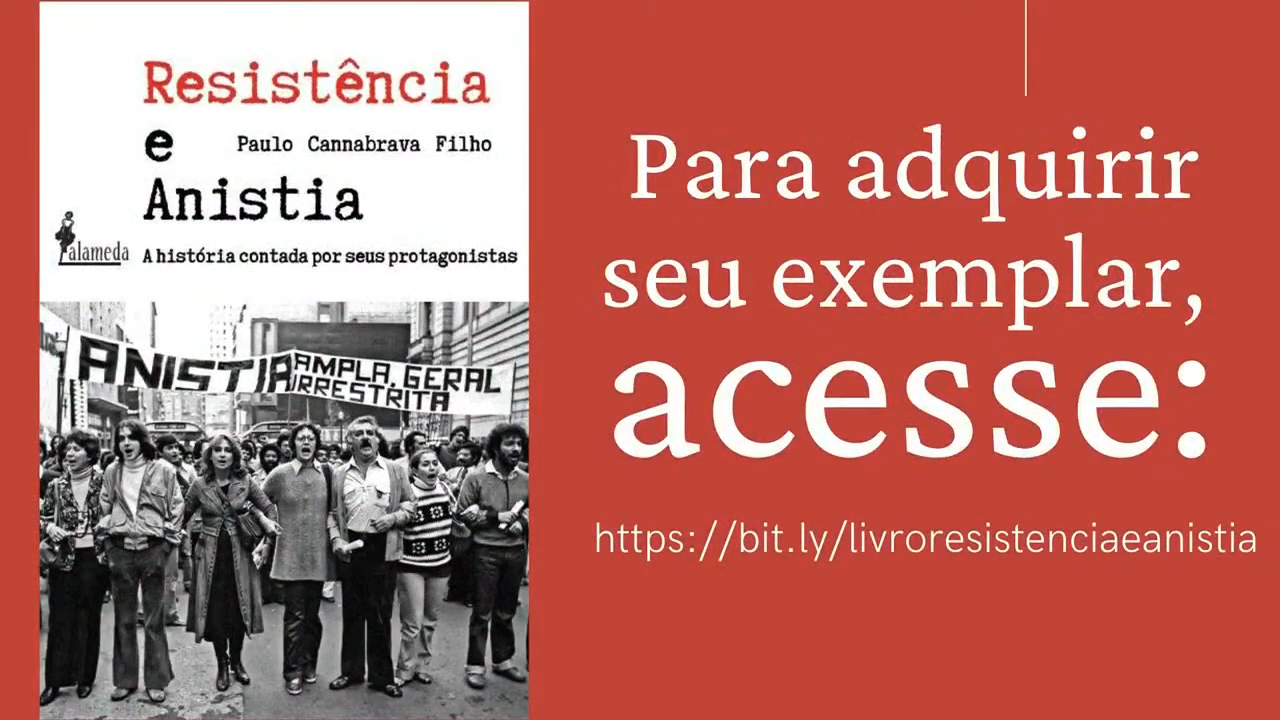 Resistência
e
Paulo Cannabrava Filho
Anistia
alameda
A história contada por seus protagonistas
ANISTIA AMPLA, GERAL
IRRESTRITA
Para adquirir
seu exemplar,
acesse:
https://bit.ly/livroresistenciaeanistia